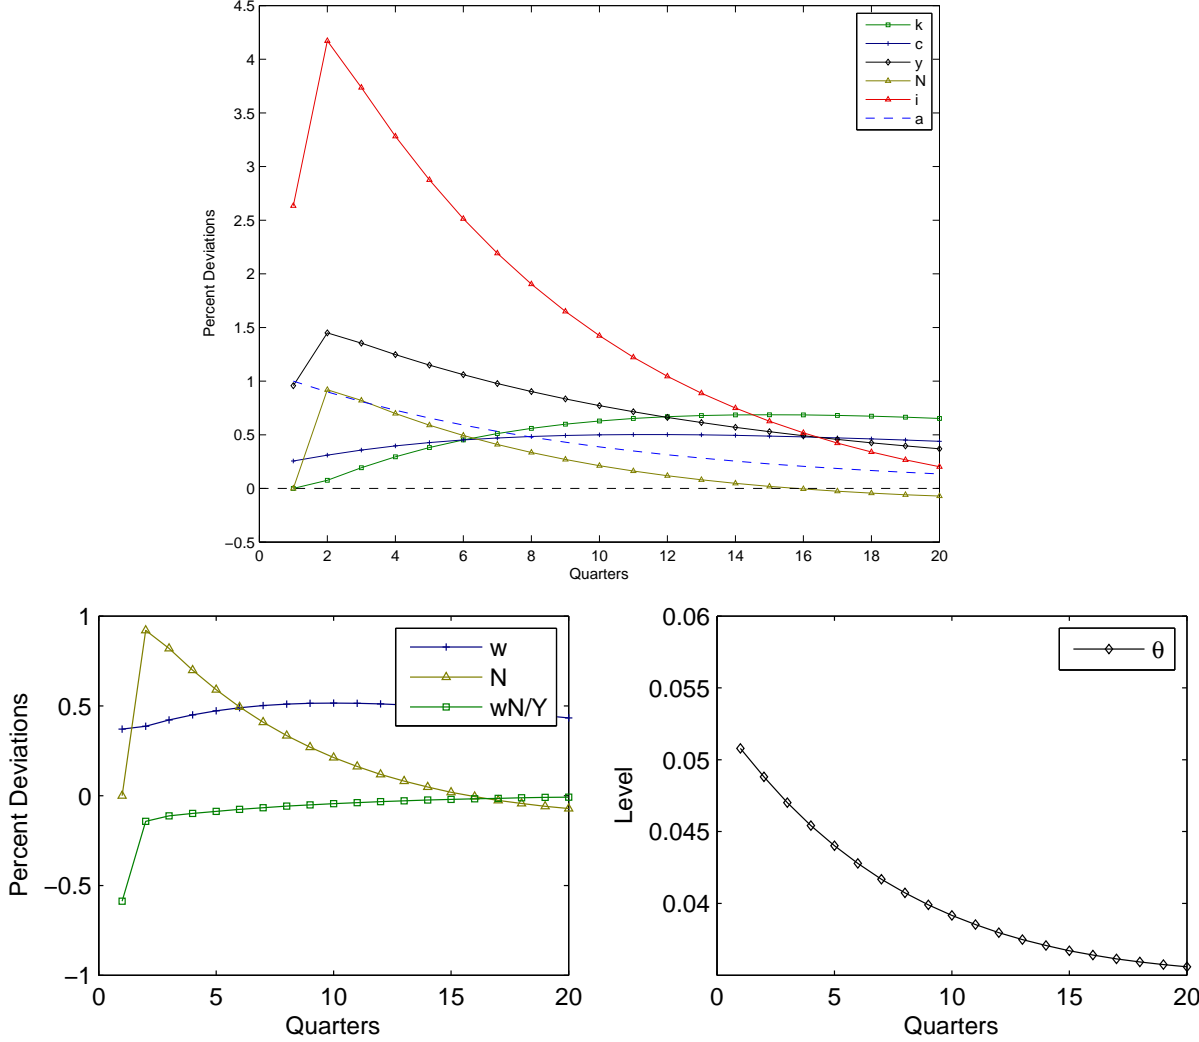 4.5
4
3.5
3
2.5
2
1.5
1
0.5
0
−0.5
Percent Deviations
0 2 4 6 8 10 12 14 16 18 20
Quarters
k
c
y
N
i
a
1
0.5
0
−0.5
−1
Percent Deviations
0 5 10 15 20
Quarters
w
N
wN/Y
0.06
0.055
0.05
0.045
0.04
Level
0 5 10 15 20
Quarters
θ